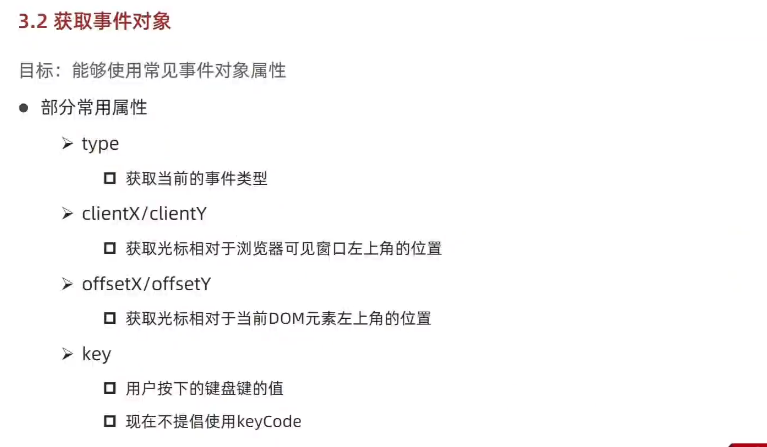 3.2 获取事件对象
目标：能够使用常见事件对象属性
部分常用属性
type
获取当前的事件类型
clientX/clientY
获取光标相对于浏览器可见窗口左上角的位置
offsetX/offsetY
获取光标相对于当前DOM元素左上角的位置
key
用户按下的键盘键的值
现在不提倡使用keyCode